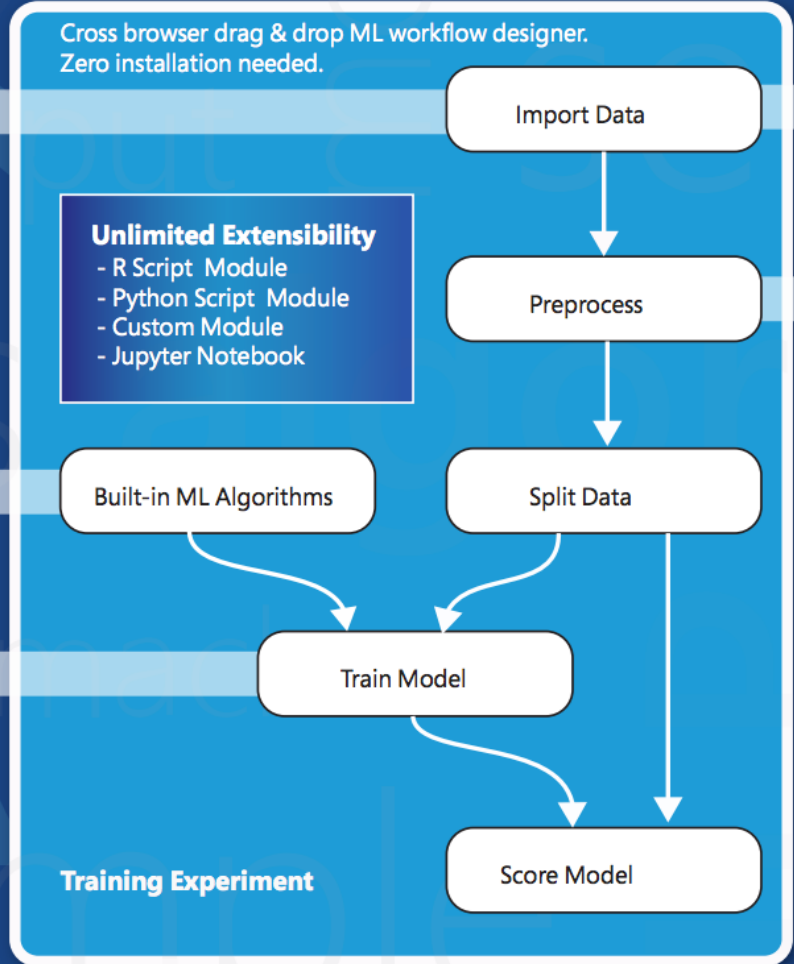 Cross browser drag & drop ML workflow designer.
Zero installation needed.
Import Data
Unlimited Extensibility
- R Script Module
- Python Script Module
- Custom Module
- Jupyter Notebook
Preprocess
Built-in ML Algorithms
Split Data
Train Model
Score Model
Training Experiment